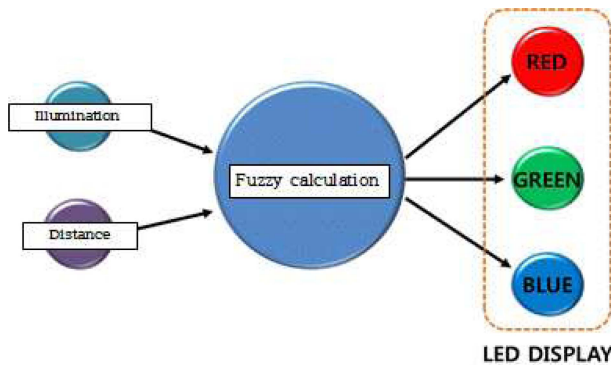 Illumination
Distance
Fuzzy calculation
RED
GREEN
BLUE
LED DISPLAY